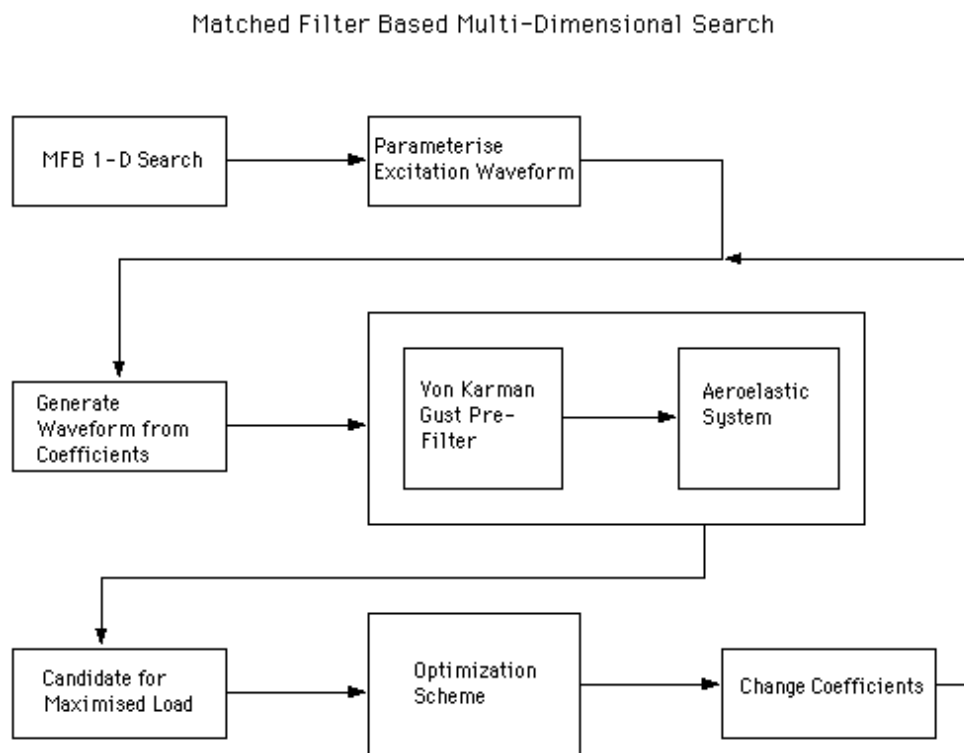 Matched Filter Based Multi-Dimensional Search
MFB 1-D Search
Parameterise
Excitation Waveform
Generate
Waveform from
Coefficients
Von Karman
Gust Pre-
Filter
Aeroelastic
System
Candidate for
Maximised Load
Optimization
Scheme
Change Coefficients